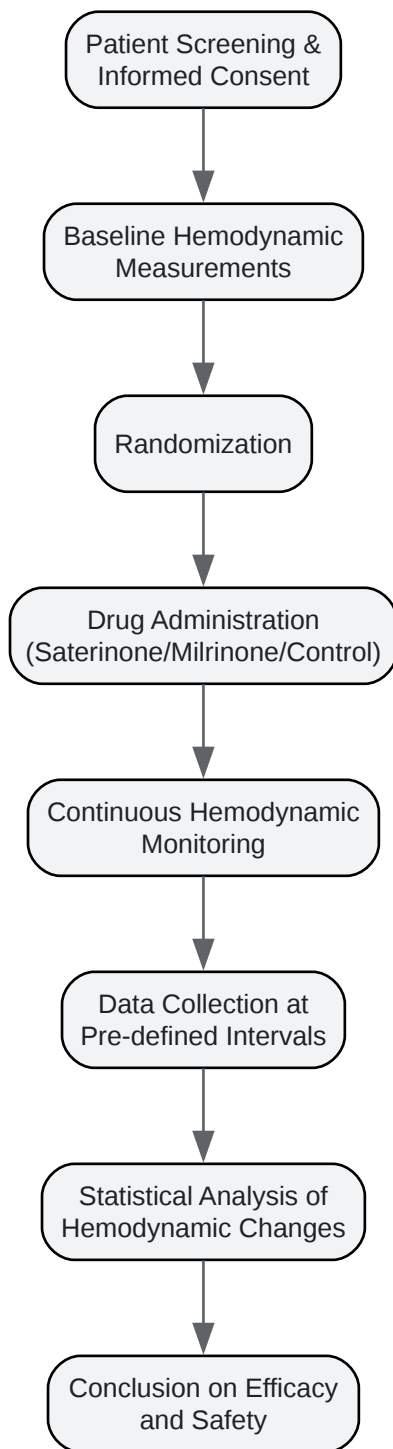 Patient Screening &
Informed Consent
Baseline Hemodynamic
Measurements
Randomization
Drug Administration
(Saterinone/Milrinone/Control)
Continuous Hemodynamic
Monitoring
Data Collection at
Pre-defined Intervals
Statistical Analysis of
Hemodynamic Changes
Conclusion on Efficacy
and Safety